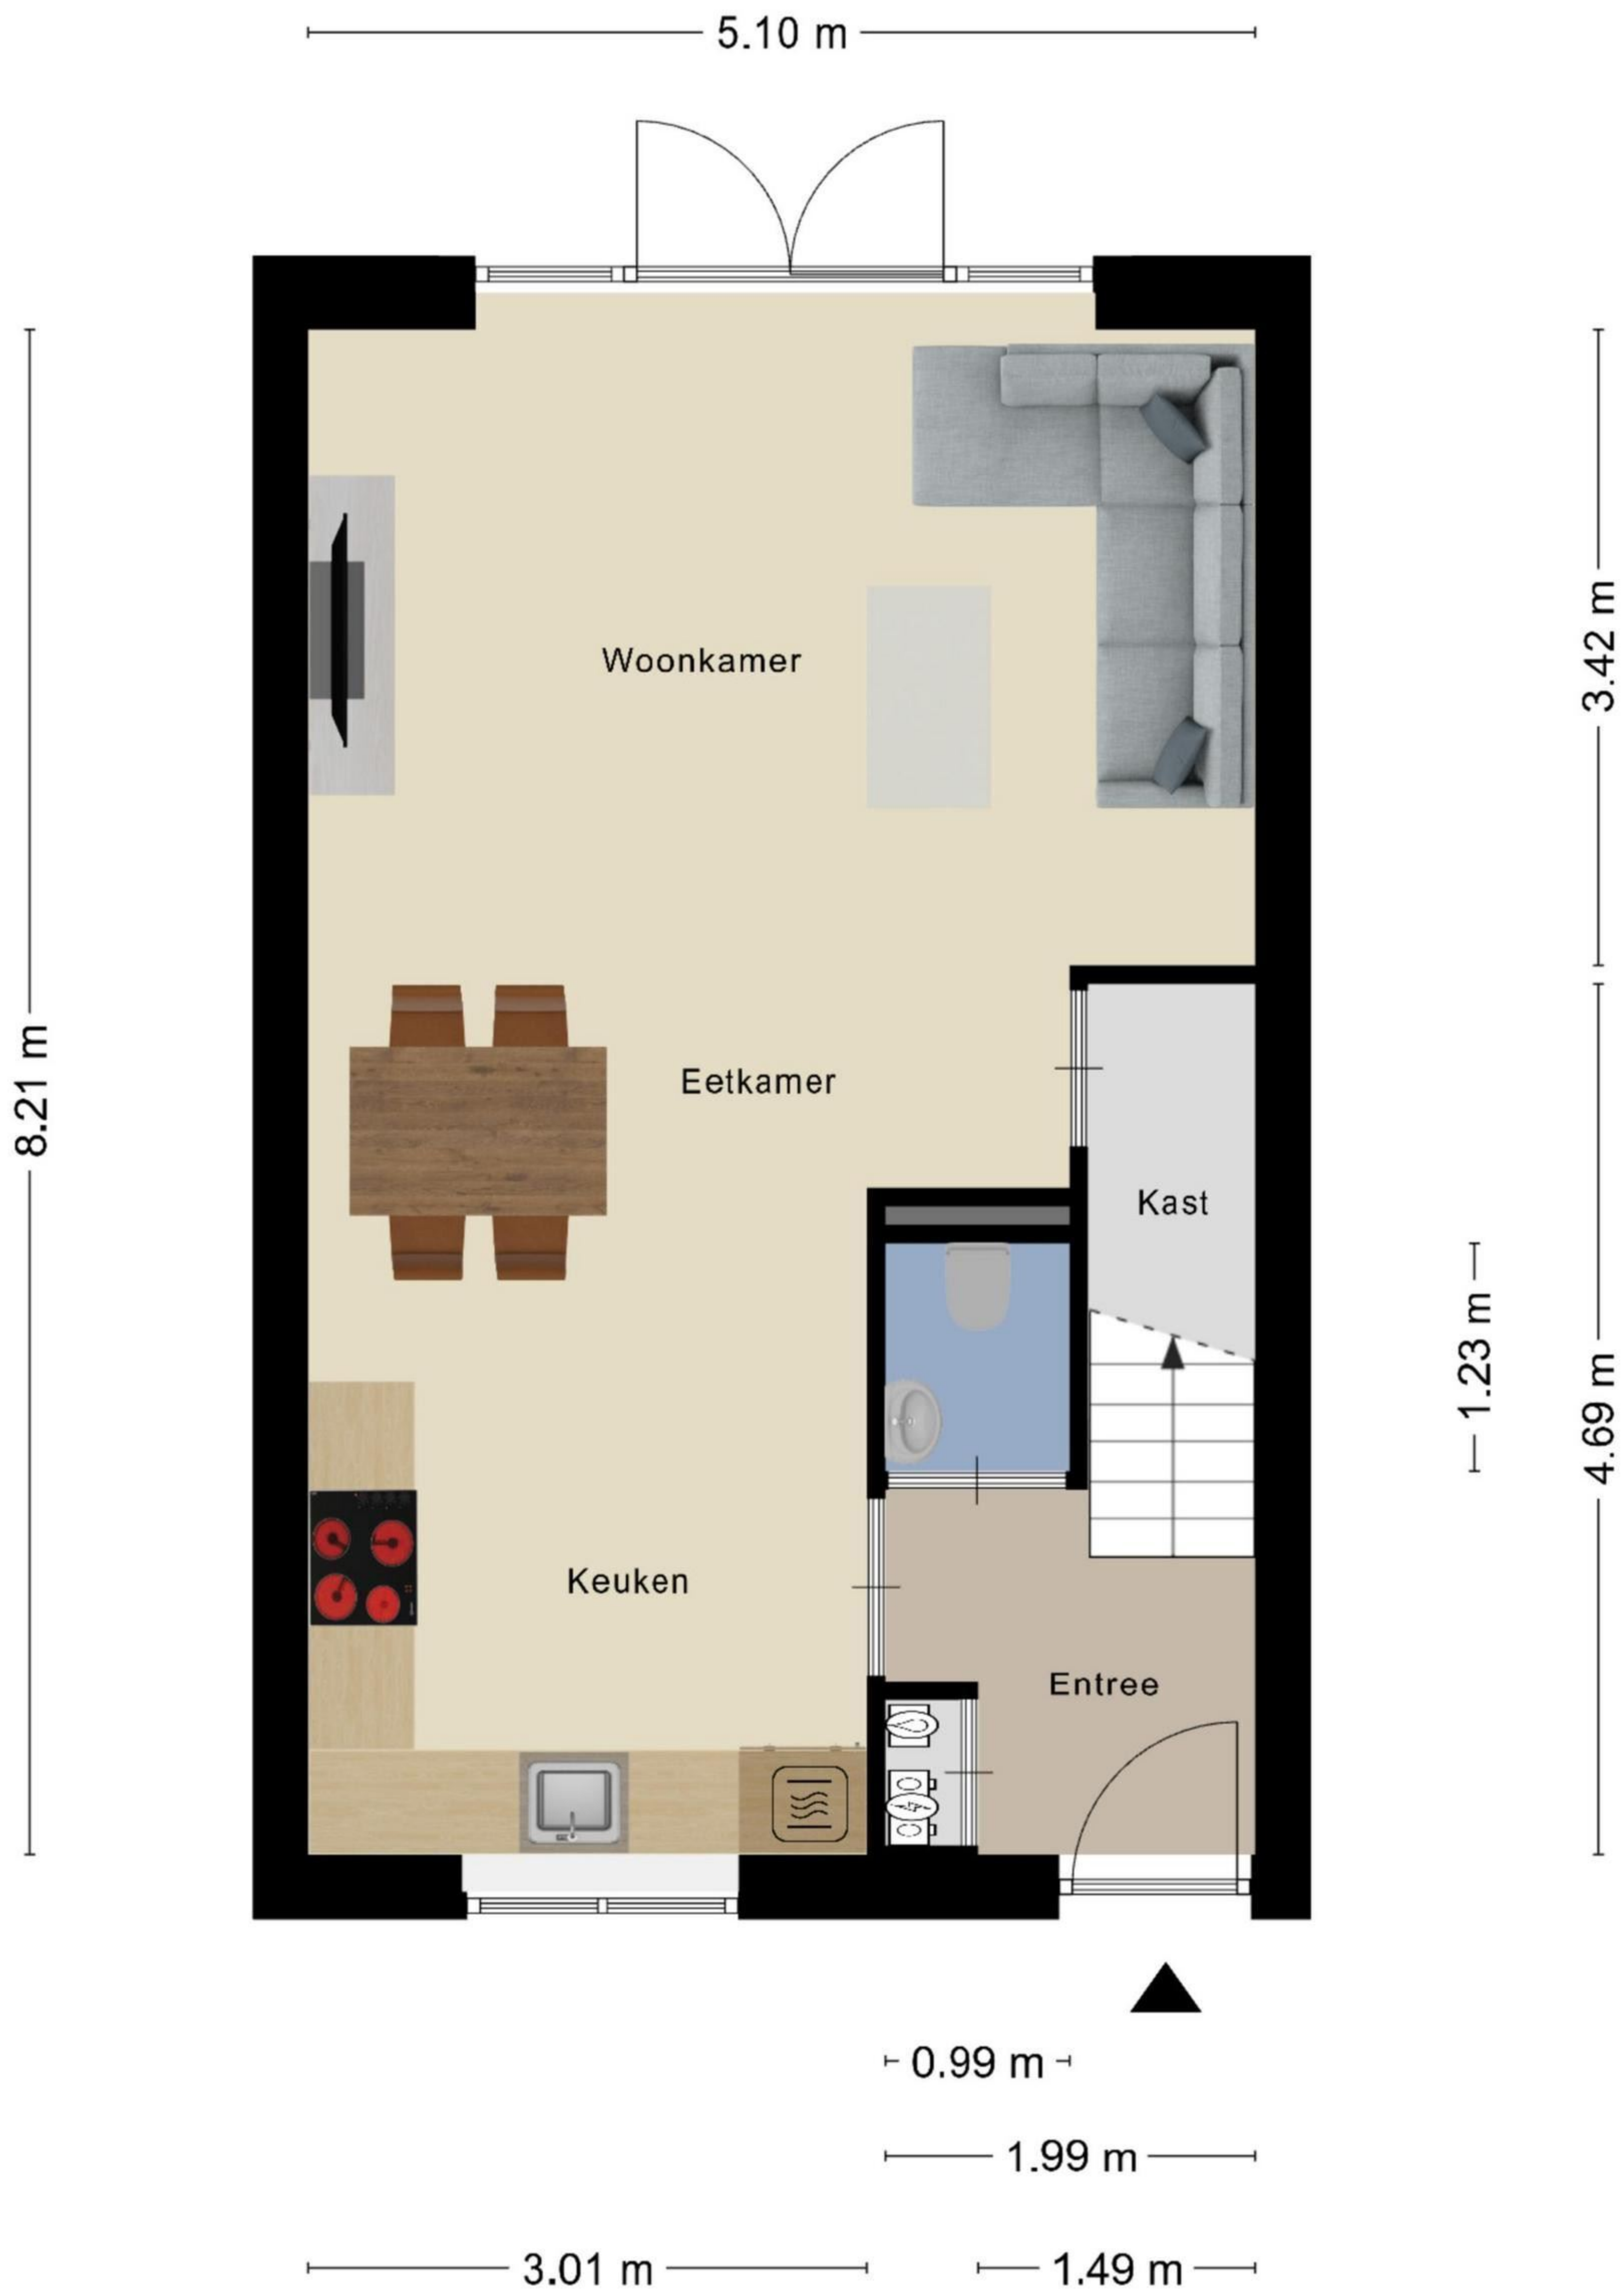 5.10 m
3.42 m
Woonkamer
8.21 m
Eetkamer
Kast
1.23 m
4.69 m
Keuken
Entree
0.99 m
1.99 m
3.01 m
1.49 m